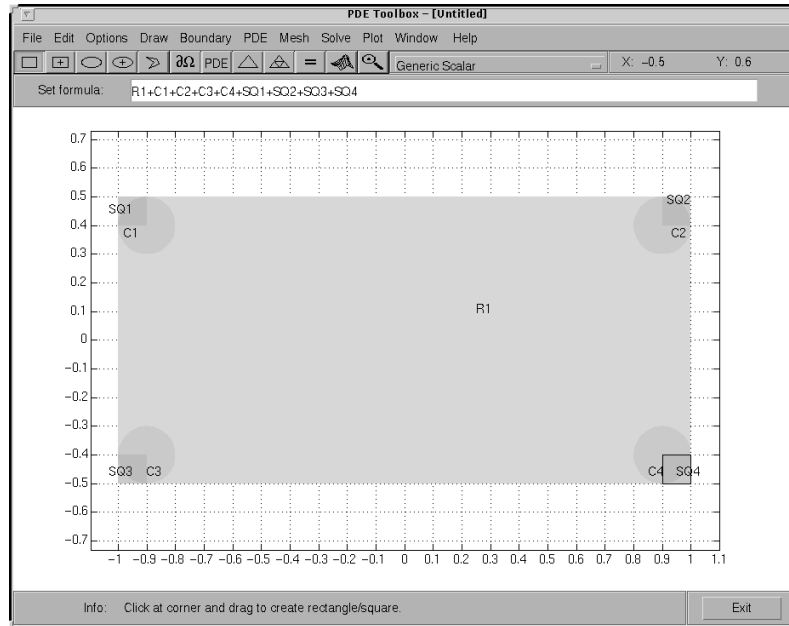 PDE Toolbox – [Untitled]
File Edit Options Draw Boundary PDE Mesh Solve Plot Window Help
∂Ω PDE = Generic Scalar X: −0.5 Y: 0.6
Set formula: R1+C1+C2+C3+C4+SQ1+SQ2+SQ3+SQ4
0.7
0.6
0.5
SQ1 SQ2
0.4
C1 C2
0.3
0.2
0.1 R1
0
−0.1
−0.2
−0.3
−0.4
SQ3 C3 C4 SQ4
−0.5
−0.6
−0.7
−1 −0.9 −0.8 −0.7 −0.6 −0.5 −0.4 −0.3 −0.2 −0.1 0 0.1 0.2 0.3 0.4 0.5 0.6 0.7 0.8 0.9 1 1.1
Info: Click at corner and drag to create rectangle/square. Exit